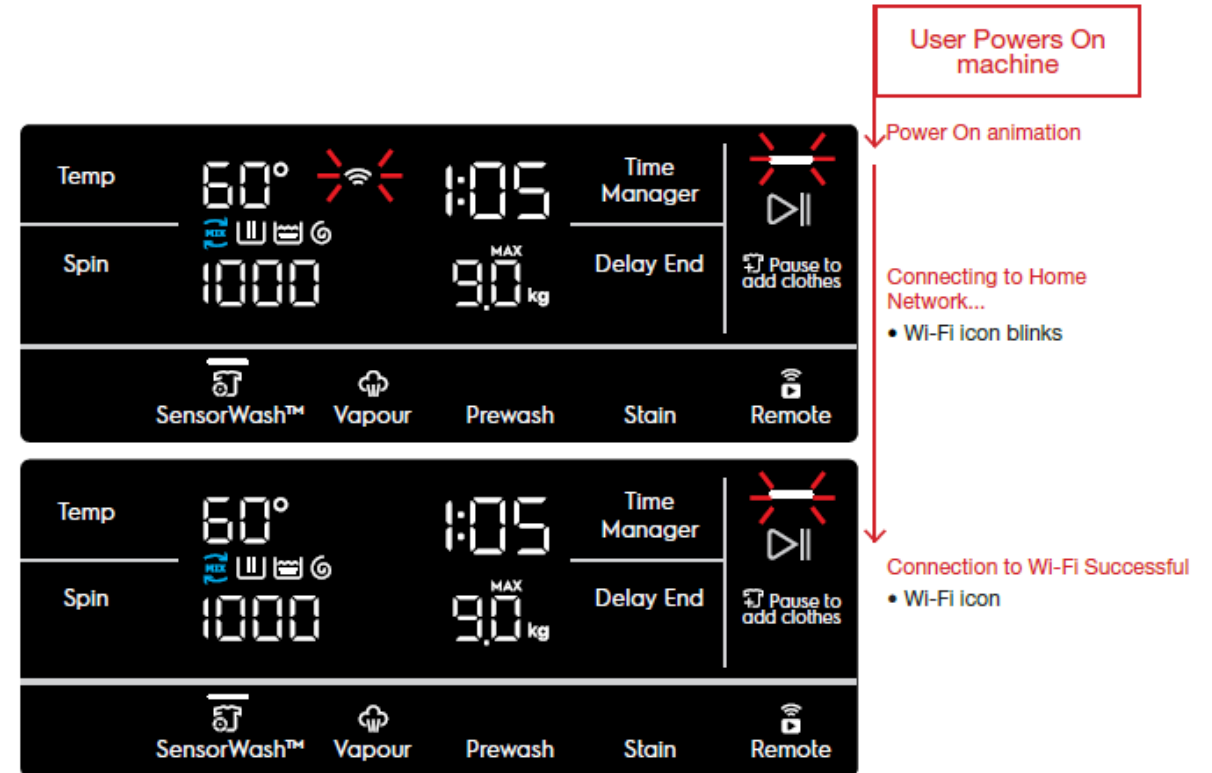 User Powers On
machine
Power On animation
Temp
60°
1:05
Time
Manager
MIX
Spin
1000
MAX
9.0 kg
Delay End
Pause to
add clothes
Connecting to Home
Network...
• Wi-Fi icon blinks
SensorWash™
Vapour
Prewash
Stain
Remote
Temp
60°
1:05
Time
Manager
MIX
Spin
1000
MAX
9.0 kg
Delay End
Pause to
add clothes
Connection to Wi-Fi Successful
• Wi-Fi icon
SensorWash™
Vapour
Prewash
Stain
Remote